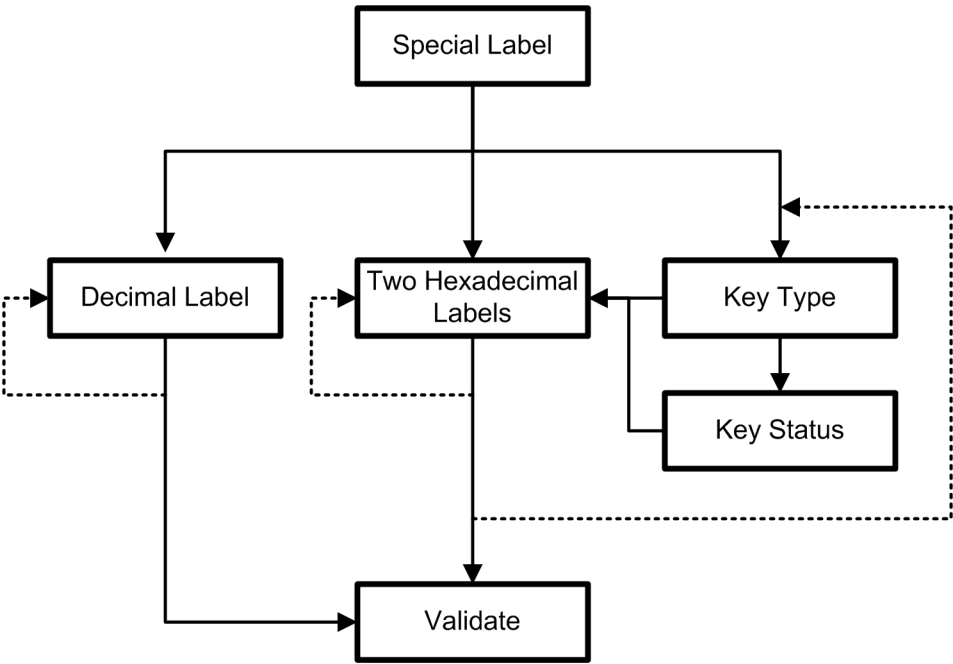 Special Label
Decimal Label
Two Hexadecimal
Labels
Key Type
Key Status
Validate